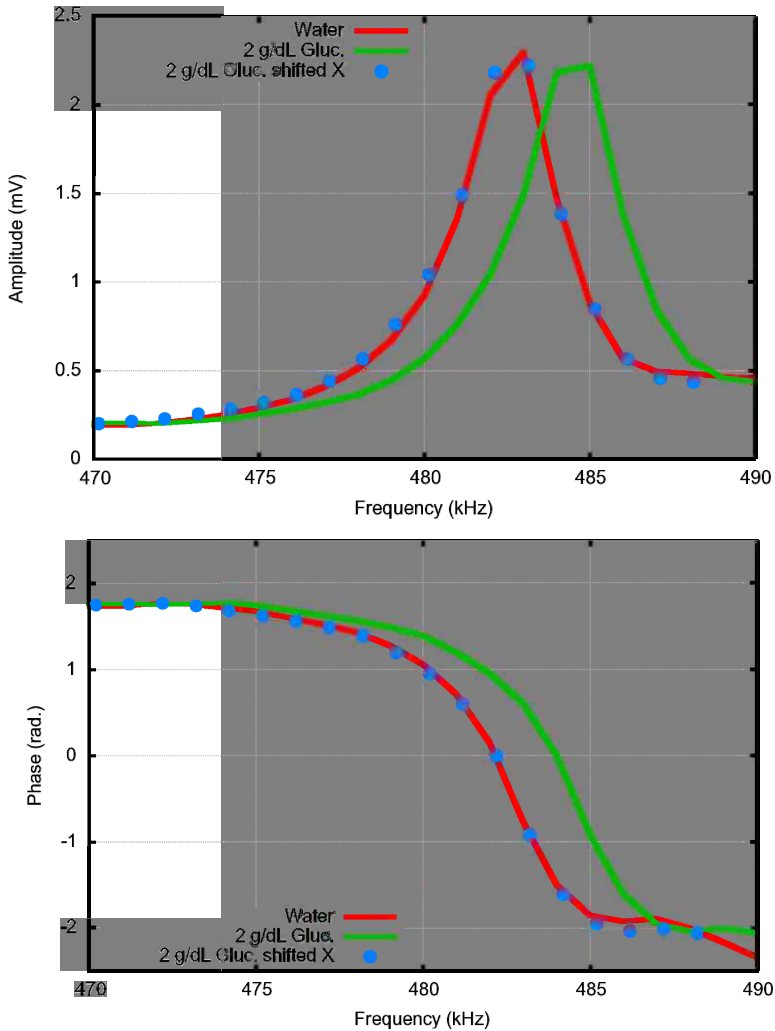 2.5
Water
2 g/dL Gluc.
2 g/dL Gluc. shifted X
2
1.5
1
0.5
0
Amplitude (mV)
470 475 480 485 490
Frequency (kHz)
2
1
0
-1
-2
Phase (rad.)
Water
2 g/dL Gluc.
2 g/dL Gluc. shifted X
470 475 480 485 490
Frequency (kHz)